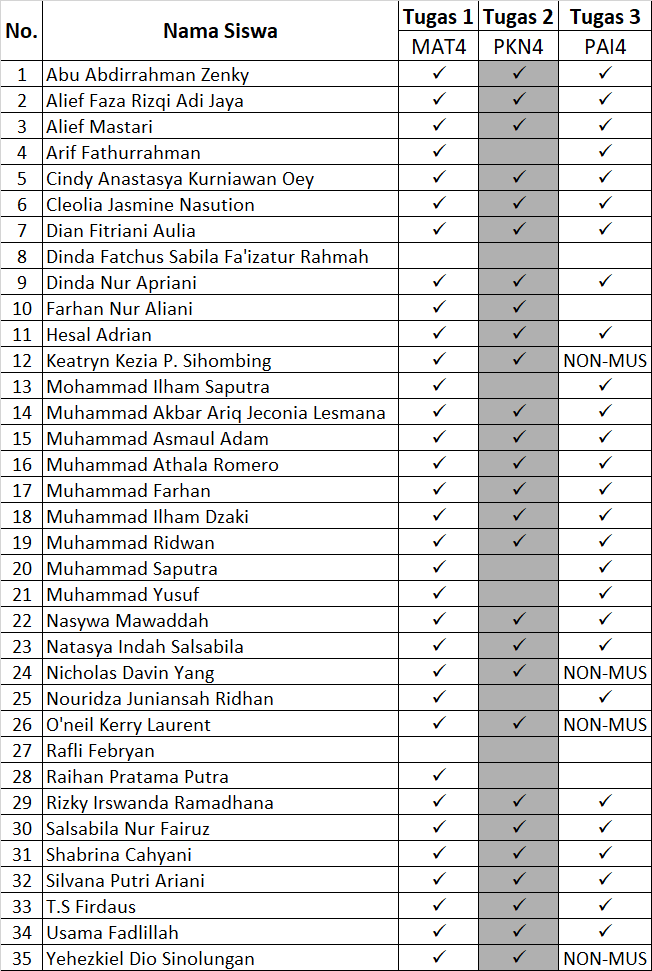 No. Nama Siswa Tugas 1 Tugas 2 Tugas 3
MAT4 PKN4 PAI4
1 Abu Abdirrahman Zenky ✓ ✓ ✓
2 Alief Faza Rizqi Adi Jaya ✓ ✓ ✓
3 Alief Mastari ✓ ✓ ✓
4 Arif Fathurrahman ✓ ✓
5 Cindy Anastasya Kurniawan Oey ✓ ✓ ✓
6 Cleolia Jasmine Nasution ✓ ✓ ✓
7 Dian Fitriani Aulia ✓ ✓ ✓
8 Dinda Fatchus Sabila Fa'izatur Rahmah
9 Dinda Nur Apriani ✓ ✓ ✓
10 Farhan Nur Aliani ✓ ✓
11 Hesal Adrian ✓ ✓ ✓
12 Keatryn Kezia P. Sihombing ✓ ✓ NON-MUS
13 Mohammad Ilham Saputra ✓ ✓
14 Muhammad Akbar Ariq Jeconia Lesmana ✓ ✓ ✓
15 Muhammad Asmaul Adam ✓ ✓ ✓
16 Muhammad Athala Romero ✓ ✓ ✓
17 Muhammad Farhan ✓ ✓ ✓
18 Muhammad Ilham Dzaki ✓ ✓ ✓
19 Muhammad Ridwan ✓ ✓ ✓
20 Muhammad Saputra ✓ ✓
21 Muhammad Yusuf ✓ ✓
22 Nasywa Mawaddah ✓ ✓ ✓
23 Natasya Indah Salsabila ✓ ✓ ✓
24 Nicholas Davin Yang ✓ ✓ NON-MUS
25 Nouridza Juniansah Ridhan ✓ ✓
26 O'neil Kerry Laurent ✓ ✓ NON-MUS
27 Rafli Febryan
28 Raihan Pratama Putra ✓
29 Rizky Irswanda Ramadhana ✓ ✓ ✓
30 Salsabila Nur Fairuz ✓ ✓ ✓
31 Shabrina Cahyani ✓ ✓ ✓
32 Silvana Putri Ariani ✓ ✓ ✓
33 T.S Firdaus ✓ ✓ ✓
34 Usama Fadlillah ✓ ✓ ✓
35 Yehezkiel Dio Sinolungan ✓ ✓ NON-MUS